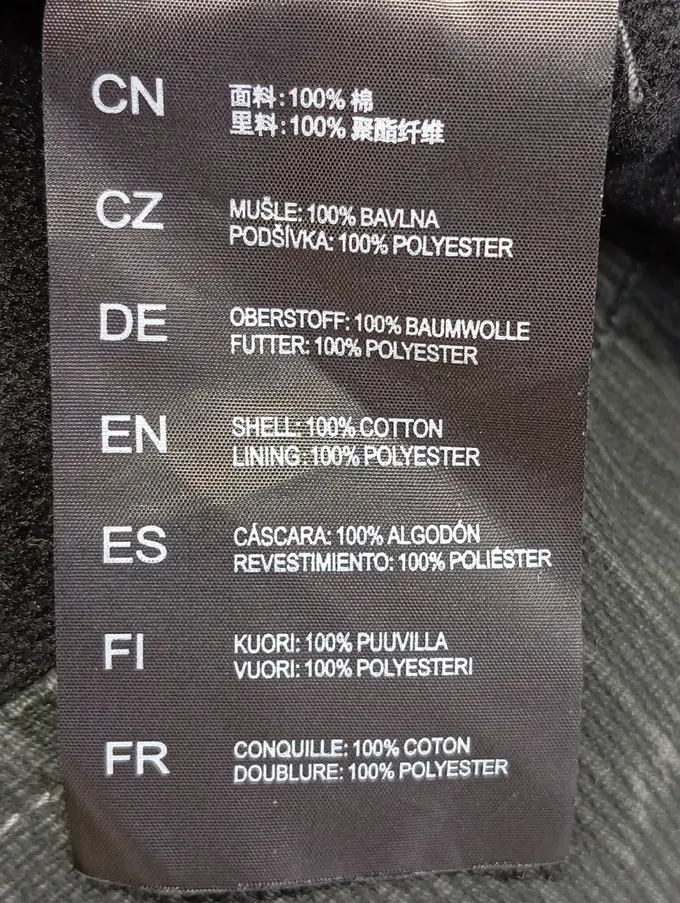 CN
面料:100% 棉
里料:100% 聚酯纤维
CZ
MUŠLE: 100% BAVLNA
PODŠÍVKA: 100% POLYESTER
DE
OBERSTOFF: 100% BAUMWOLLE
FUTTER: 100% POLYESTER
EN
SHELL: 100% COTTON
LINING: 100% POLYESTER
ES
CÁSCARA: 100% ALGODÓN
REVESTIMIENTO: 100% POLIÉSTER
FI
KUORI: 100% PUUVILLA
VUORI: 100% POLYESTERI
FR
CONQUILLE: 100% COTON
DOUBLURE: 100% POLYESTER